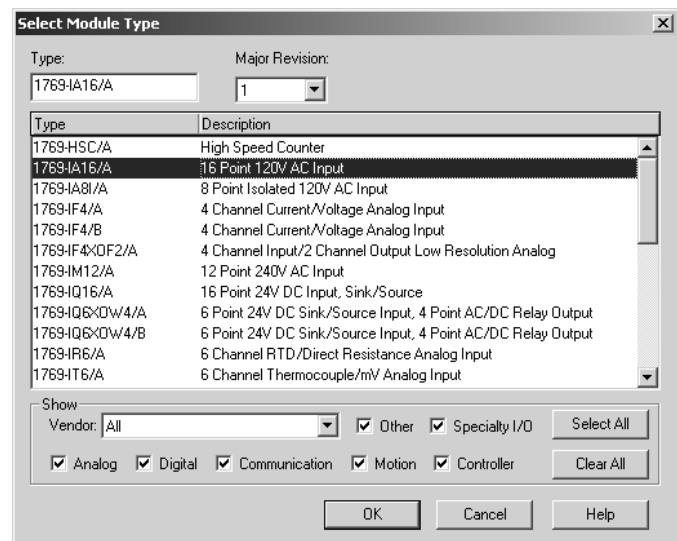 Select Module Type
Type: Major Revision:
1769-IA16/A 1
Type Description
1769-HSC/A High Speed Counter
1769-IA16/A 16 Point 120V AC Input
1769-IA8I/A 8 Point Isolated 120V AC Input
1769-IF4/A 4 Channel Current/Voltage Analog Input
1769-IF4/B 4 Channel Current/Voltage Analog Input
1769-IF4XOF2/A 4 Channel Input/2 Channel Output Low Resolution Analog
1769-IM12/A 12 Point 240V AC Input
1769-IQ16/A 16 Point 24V DC Input, Sink/Source
1769-IQ6XOW4/A 6 Point 24V DC Sink/Source Input, 4 Point AC/DC Relay Output
1769-IQ6XOW4/B 6 Point 24V DC Sink/Source Input, 4 Point AC/DC Relay Output
1769-IR6/A 6 Channel RTD/Direct Resistance Analog Input
1769-IT6/A 6 Channel Thermocouple/mV Analog Input
Show
Vendor: All Other Specialty I/O Select All
Analog Digital Communication Motion Controller Clear All
OK Cancel Help